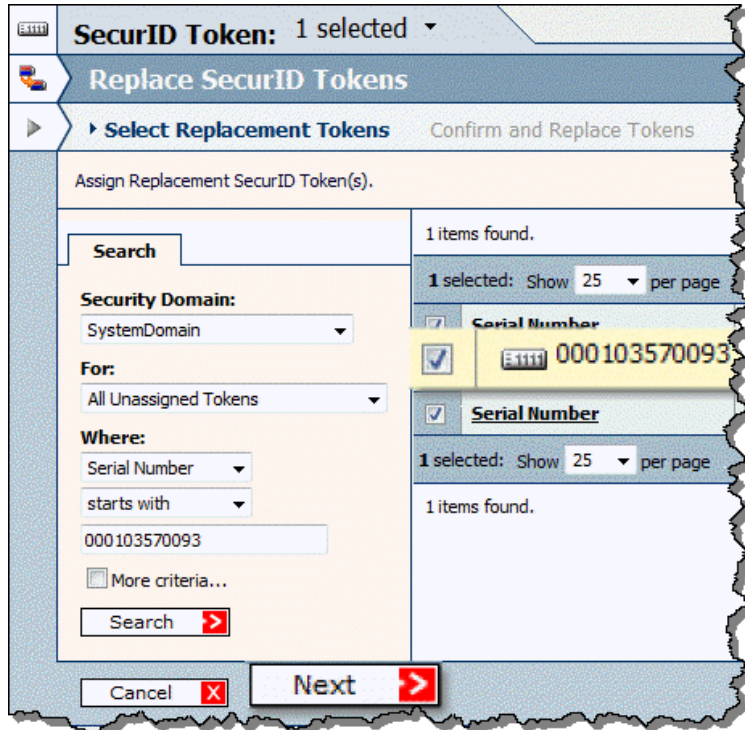 SecurID Token: 1 selected
Replace SecurID Tokens
Select Replacement Tokens Confirm and Replace Tokens
Assign Replacement SecurID Token(s).
Search
Security Domain:
SystemDomain
For:
All Unassigned Tokens
Where:
Serial Number
starts with
000103570093
More criteria...
Search
1 items found.
1 selected: Show 25 per page
Serial Number
000103570093
Serial Number
1 selected: Show 25 per page
1 items found.
Cancel X Next